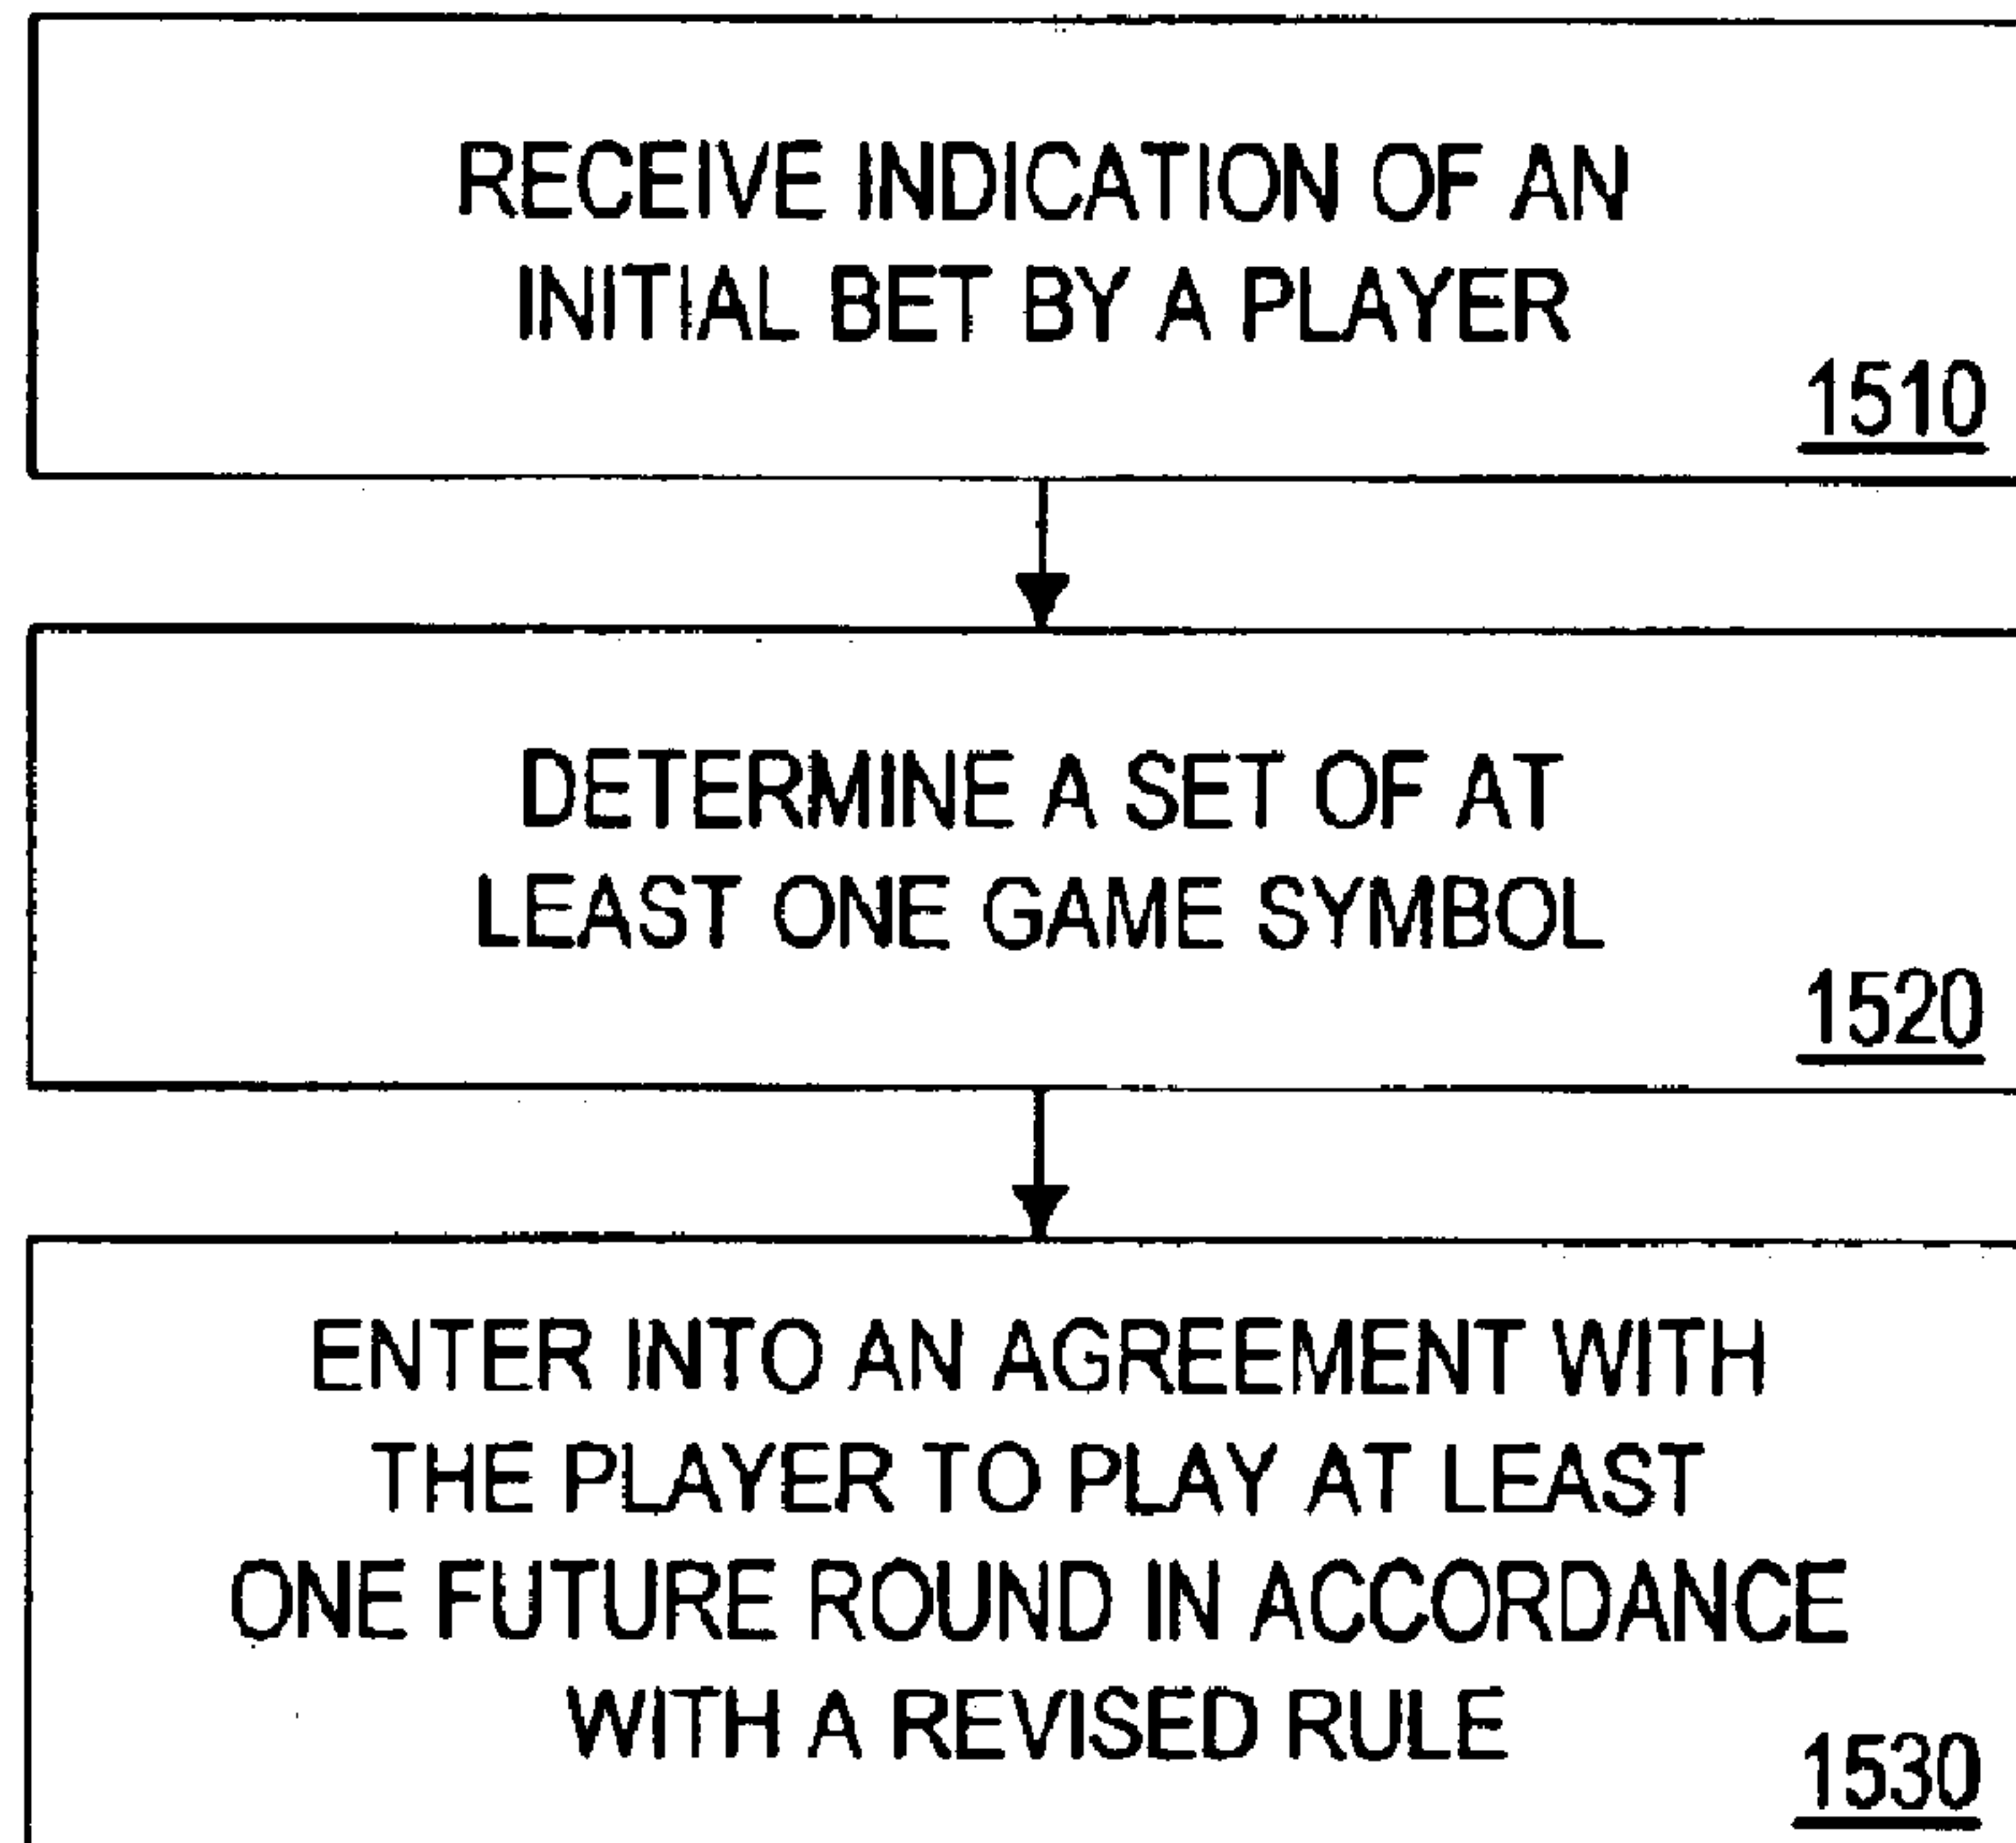 RECEIVE INDICATION OF AN
INITIAL BET BY A PLAYER
1510
DETERMINE A SET OF AT
LEAST ONE GAME SYMBOL
1520
ENTER INTO AN AGREEMENT WITH
THE PLAYER TO PLAY AT LEAST
ONE FUTURE ROUND IN ACCORDANCE
WITH A REVISED RULE
1530